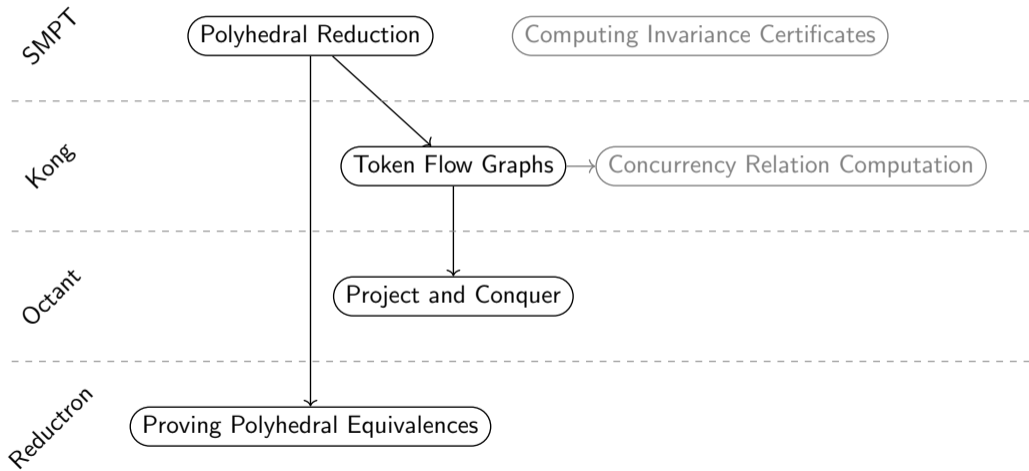 SMPT
Polyhedral Reduction
Computing Invariance Certificates
Kong
Token Flow Graphs
Concurrency Relation Computation
Octant
Project and Conquer
Reductron
Proving Polyhedral Equivalences